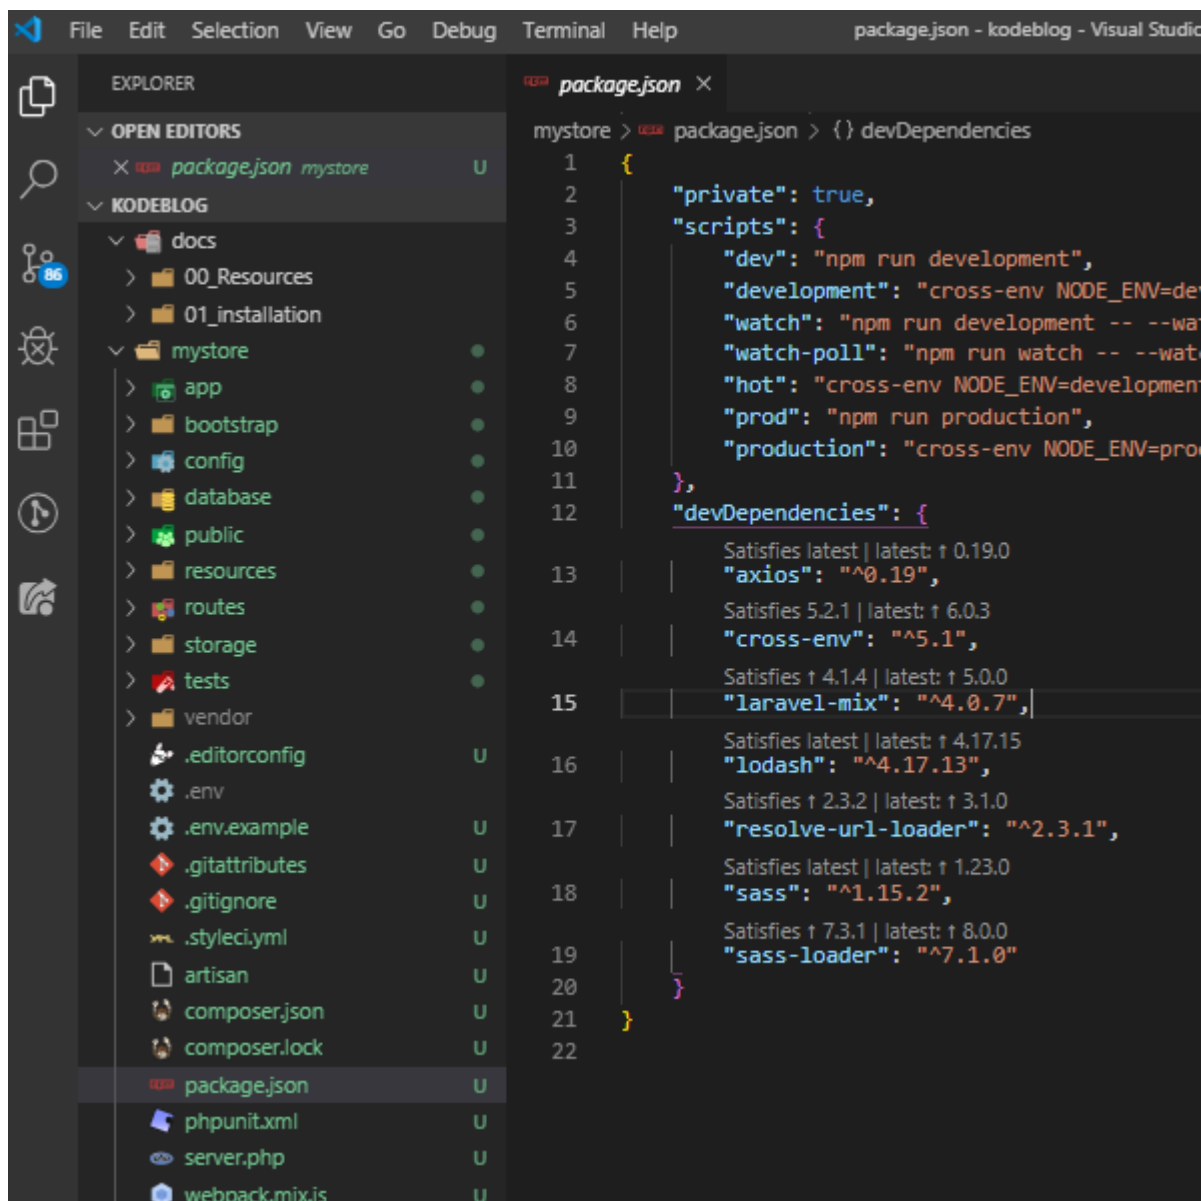 File Edit Selection View Go Debug Terminal Help package.json - kodeblog - Visual Studio
EXPLORER
OPEN EDITORS
package.json mystore U
KODEBLOG
docs
00_Resources
01_installation
mystore
app
bootstrap
config
database
public
resources
routes
storage
tests
vendor
.editorconfig U
.env
.env.example U
.gitattributes U
.gitignore U
.styleci.yml U
artisan U
composer.json U
composer.lock U
package.json U
phpunit.xml U
server.php U
webpack.mix.js U
86
package.json
mystore > package.json > {} devDependencies
1 {
2 "private": true,
3 "scripts": {
4 "dev": "npm run development",
5 "development": "cross-env NODE_ENV=de
6 "watch": "npm run development -- --wa
7 "watch-poll": "npm run watch -- --wat
8 "hot": "cross-env NODE_ENV=development
9 "prod": "npm run production",
10 "production": "cross-env NODE_ENV=pro
11 },
12 "devDependencies": {
Satisfies latest | latest: ↑ 0.19.0
13 "axios": "^0.19",
Satisfies 5.2.1 | latest: ↑ 6.0.3
14 "cross-env": "^5.1",
Satisfies ↑ 4.1.4 | latest: ↑ 5.0.0
15 "laravel-mix": "^4.0.7",
Satisfies latest | latest: ↑ 4.17.15
16 "lodash": "^4.17.13",
Satisfies ↑ 2.3.2 | latest: ↑ 3.1.0
17 "resolve-url-loader": "^2.3.1",
Satisfies latest | latest: ↑ 1.23.0
18 "sass": "^1.15.2",
Satisfies ↑ 7.3.1 | latest: ↑ 8.0.0
19 "sass-loader": "^7.1.0"
20 }
21 }
22